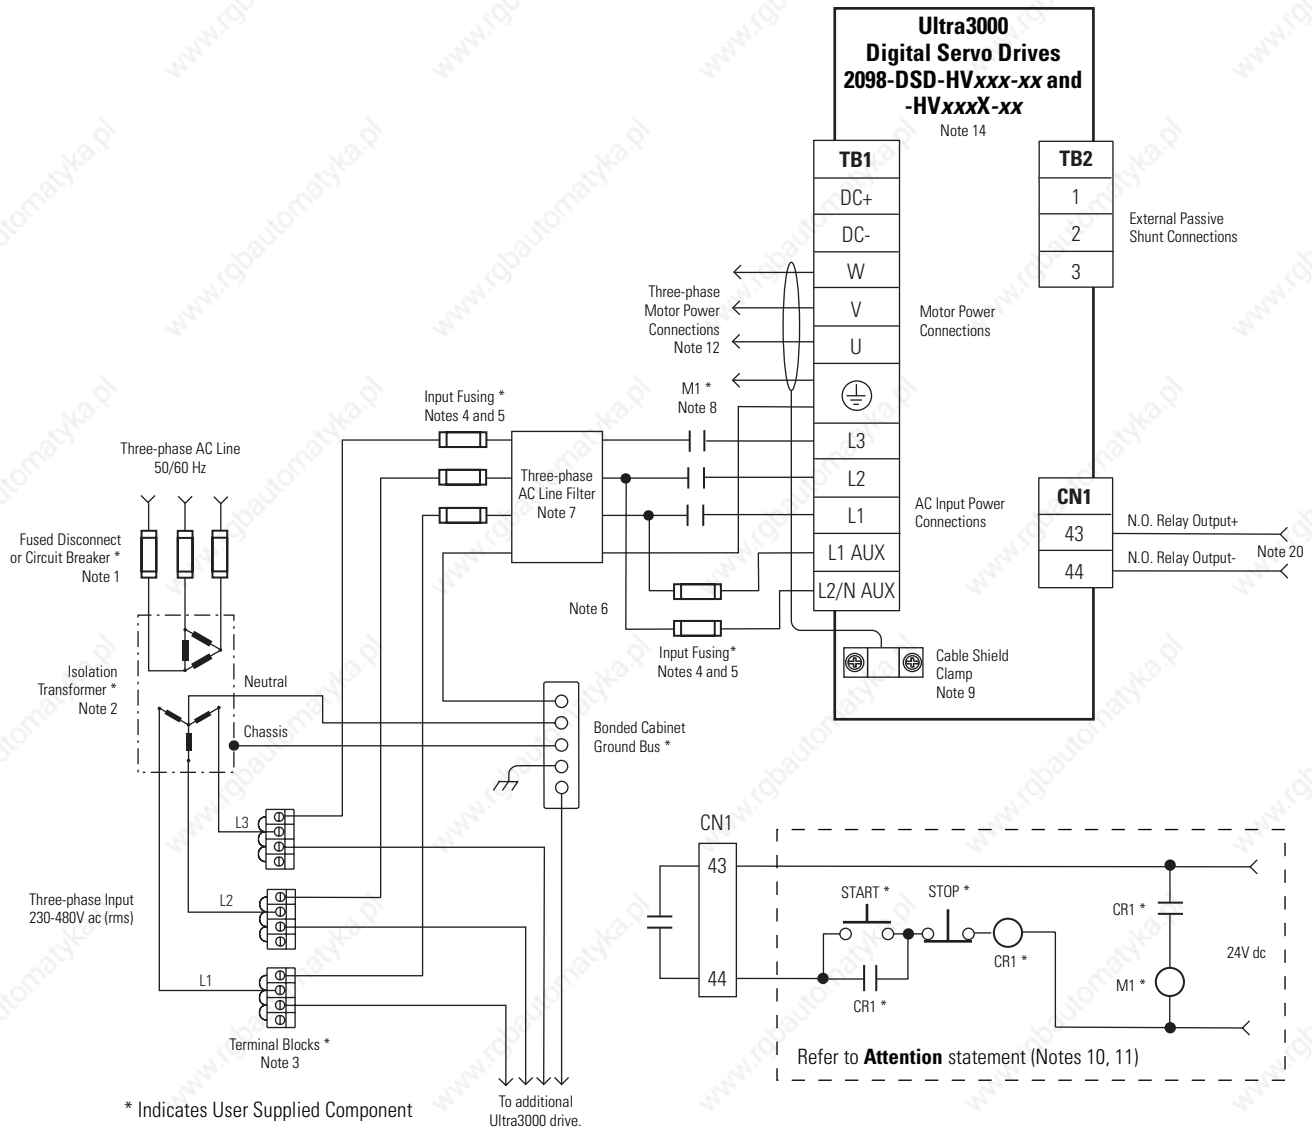 Ultra3000
Digital Servo Drives
2098-DSD-HVxxx-xx and
-HVxxxX-xx
Note 14
TB1
DC+
DC-
W
V
U
L3
L2
L1
L1 AUX
L2/N AUX
TB2
1
2
3
External Passive
Shunt Connections
Three-phase
Motor Power
Connections
Note 12
Motor Power
Connections
M1 *
Note 8
Input Fusing *
Notes 4 and 5
Three-phase AC Line
50/60 Hz
Three-phase
AC Line Filter
Note 7
AC Input Power
Connections
CN1
43
44
N.O. Relay Output+
N.O. Relay Output-
Note 20
Fused Disconnect
or Circuit Breaker *
Note 1
Note 6
Input Fusing*
Notes 4 and 5
Cable Shield
Clamp
Note 9
Isolation
Transformer *
Note 2
Neutral
Chassis
Bonded Cabinet
Ground Bus *
L3
L2
L1
Three-phase Input
230-480V ac (rms)
Terminal Blocks *
Note 3
To additional
Ultra3000 drive.
* Indicates User Supplied Component
CN1
43
44
START *
STOP *
CR1 *
CR1 *
CR1 *
M1 *
24V dc
Refer to Attention statement (Notes 10, 11)
www.rgbautomatyka.pl